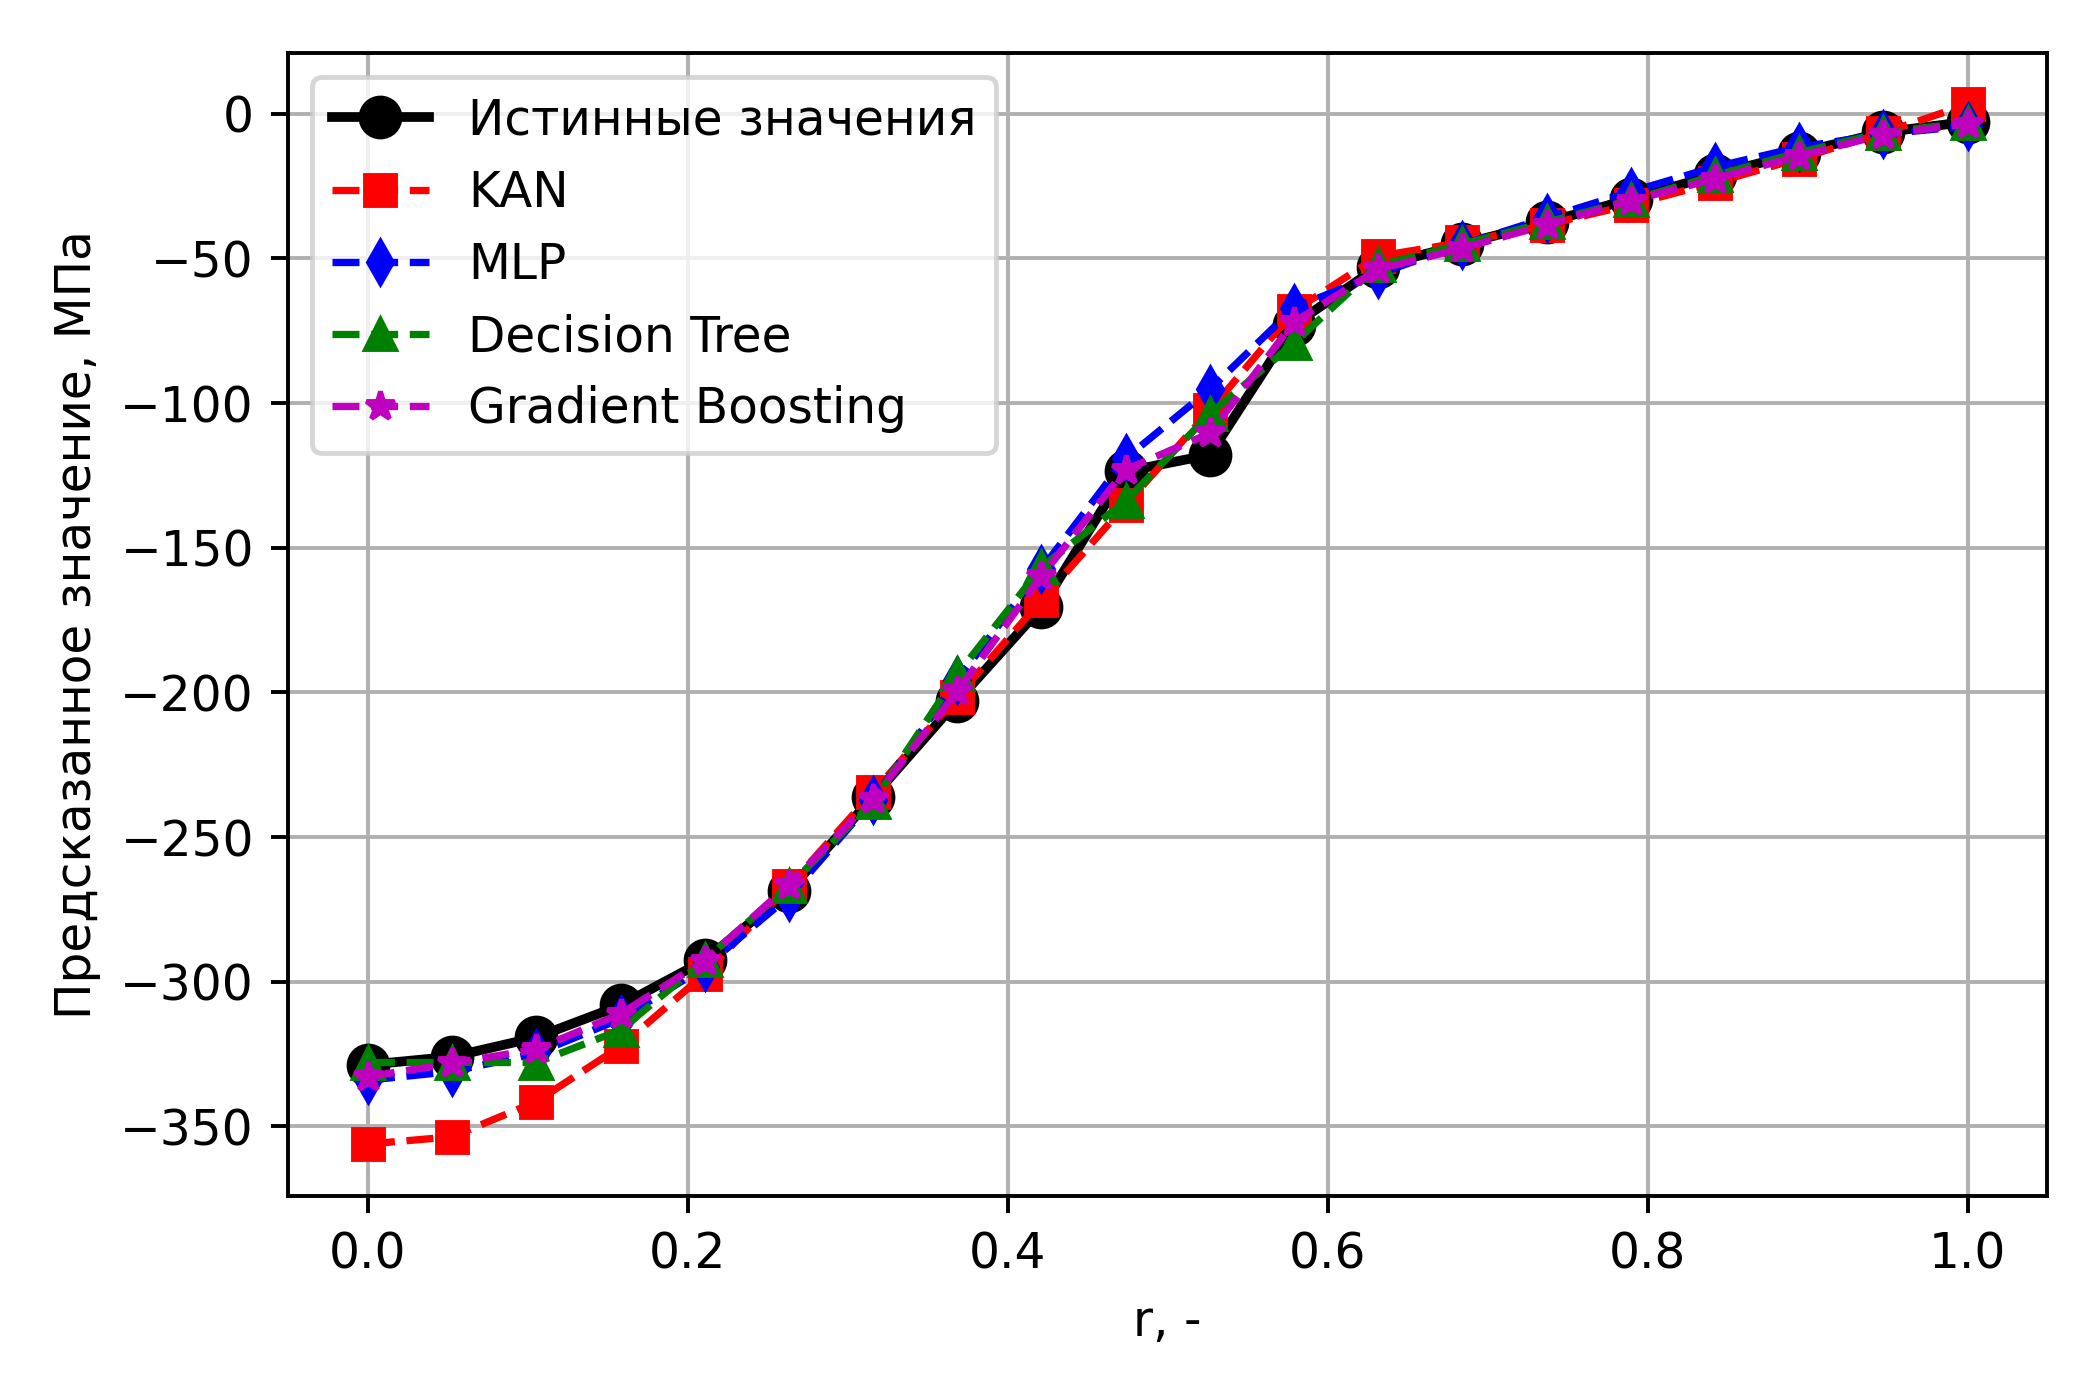 Истинные значения
KAN
MLP
Decision Tree
Gradient Boosting
Предсказанное значение, МПа
0
−50
−100
−150
−200
−250
−300
−350
0.0 0.2 0.4 0.6 0.8 1.0
r, -